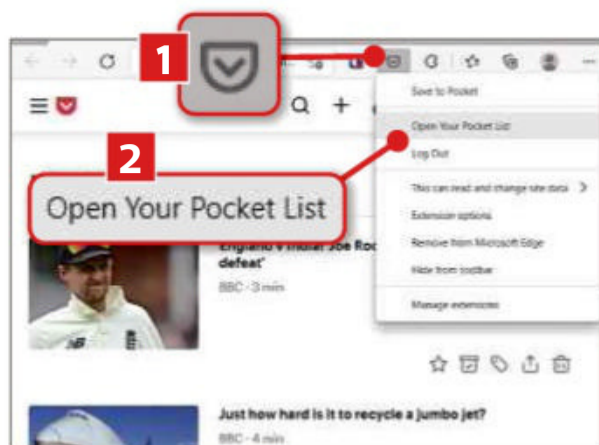 1
Save to Pocket
Open Your Pocket List
Log Out
2
Open Your Pocket List
This can read and change site data
Extension options
Remove from Microsoft Edge
Hide from toolbar
Manage extensions
England v India: Joe
defeat'
BBC - 3 min
Just how hard is it to recycle a jumbo jet?
BBC - 4 min